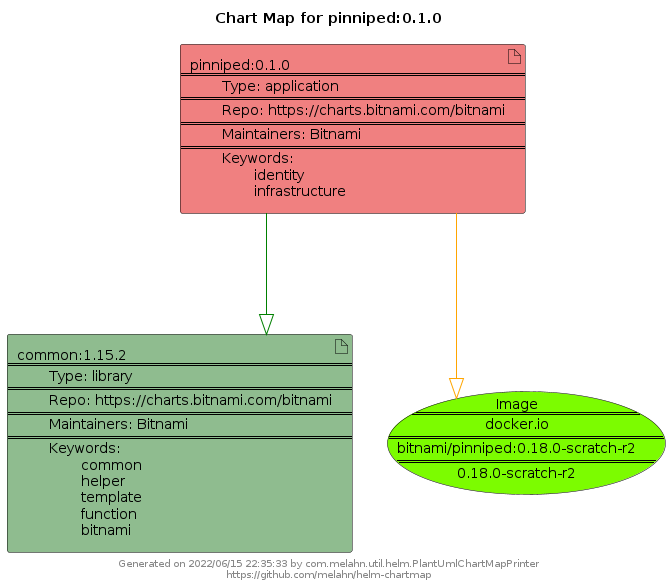 Chart Map for pinniped:0.1.0
pinniped:0.1.0
Type: application
Repo: https://charts.bitnami.com/bitnami
Maintainers: Bitnami
Keywords:
identity
infrastructure
common:1.15.2
Type: library
Repo: https://charts.bitnami.com/bitnami
Maintainers: Bitnami
Keywords:
common
helper
template
function
bitnami
Image
docker.io
bitnami/pinniped:0.18.0-scratch-r2
0.18.0-scratch-r2
Generated on 2022/06/15 22:35:33 by com.melahn.util.helm.PlantUmlChartMapPrinter
https://github.com/melahn/helm-chartmap